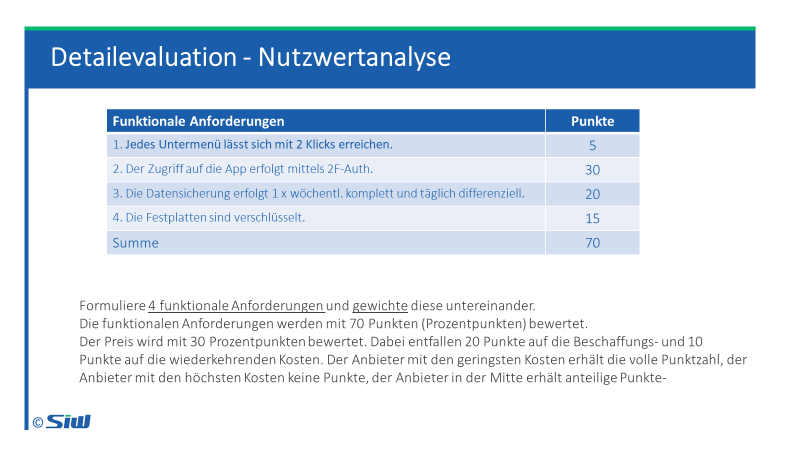 Detailevaluation - Nutzwertanalyse
Funktionale Anforderungen Punkte
1. Jedes Untermenü lässt sich mit 2 Klicks erreichen. 5
2. Der Zugriff auf die App erfolgt mittels 2F-Auth. 30
3. Die Datensicherung erfolgt 1 x wöchentl. komplett und täglich differenziell. 20
4. Die Festplatten sind verschlüsselt. 15
Summe 70
Formuliere 4 funktionale Anforderungen und gewichte diese untereinander.
Die funktionalen Anforderungen werden mit 70 Punkten (Prozentpunkten) bewertet.
Der Preis wird mit 30 Prozentpunkten bewertet. Dabei entfallen 20 Punkte auf die Beschaffungs- und 10
Punkte auf die wiederkehrenden Kosten. Der Anbieter mit den geringsten Kosten erhält die volle Punktzahl, der
Anbieter mit den höchsten Kosten keine Punkte, der Anbieter in der Mitte erhält anteilige Punkte-
© SIW